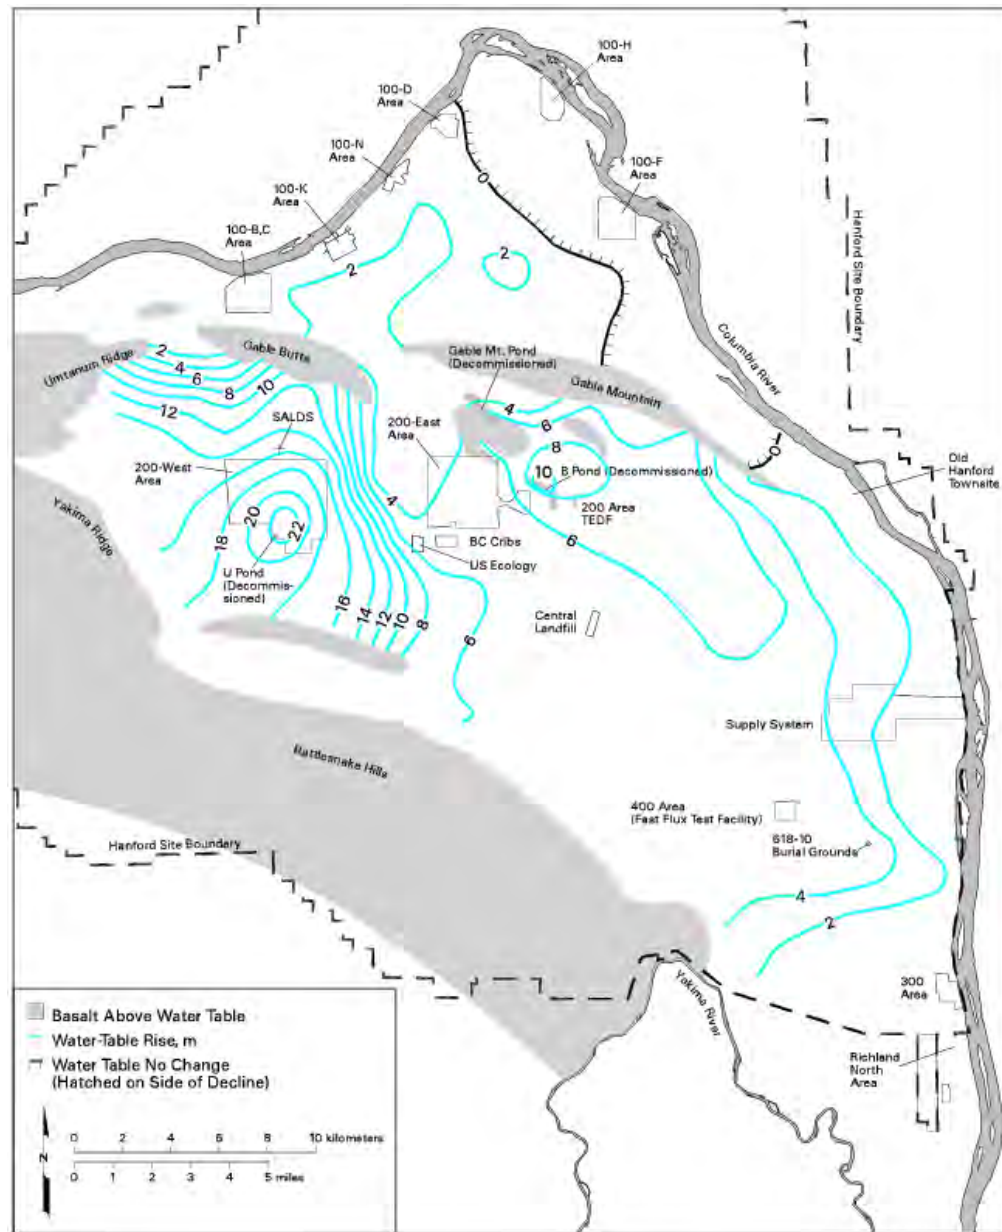 100-H
Area
100-D
Area
100-N
Area
100-F
Area
100-K
Area
100-B,C
Area
0
2
2
Hanford Site Boundary
Columbia River
Umtanum Ridge
Gable Butte
Gable Mt. Pond
(Decommissioned)
Gable Mountain
2
4
6
8
10
12
SALDS
200-East
Area
4
6
8
10
B Pond (Decommissioned)
0
Old
Hanford
Townsite
200-West
Area
200 Area
TEDF
Yakima Ridge
20
22
18
4
6
BC Cribs
US Ecology
U Pond
(Decommis-
sioned)
16
14
12
10
8
6
Central
Landfill
Supply System
Rattlesnake Hills
400 Area
(Fast Flux Test Facility)
618-10
Burial Grounds
Hanford Site Boundary
4
2
300
Area
Yakima River
Richland
North
Area
Basalt Above Water Table
Water-Table Rise, m
Water Table No Change
(Hatched on Side of Decline)
N
0 2 4 6 8 10 kilometers
0 1 2 3 4 5 miles